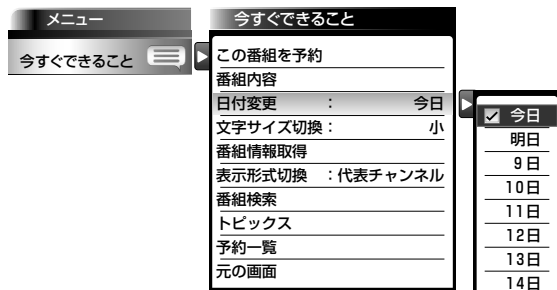 メニュー
今すぐできること
今すぐできること
この番組を予約
番組内容
日付変更 : 今日
文字サイズ切換 : 小
番組情報取得
表示形式切換 : 代表チャンネル
番組検索
トピックス
予約一覧
元の画面
今日
明日
9日
10日
11日
12日
13日
14日